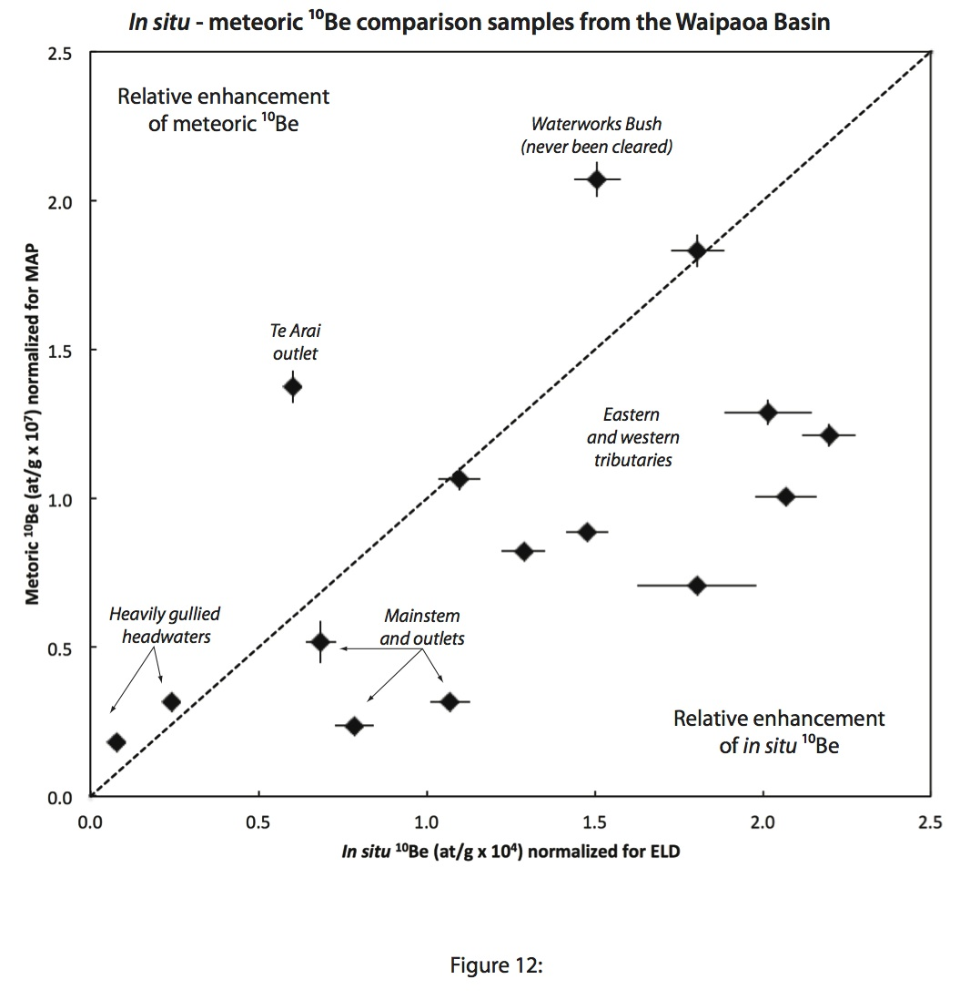 In situ - meteoric ¹⁰Be comparison samples from the Waipaoa Basin
2.5
Relative enhancement
of meteoric ¹⁰Be
Waterworks Bush
(never been cleared)
2.0
Te Arai
outlet
1.5
Eastern
and western
tributaries
1.0
Heavily gullied
headwaters
Mainstem
and outlets
0.5
Relative enhancement
of in situ ¹⁰Be
0.0
Metoric ¹⁰Be (at/g x 10⁷) normalized for MAP
0.0 0.5 1.0 1.5 2.0 2.5
In situ ¹⁰Be (at/g x 10⁴) normalized for ELD
Figure 12: